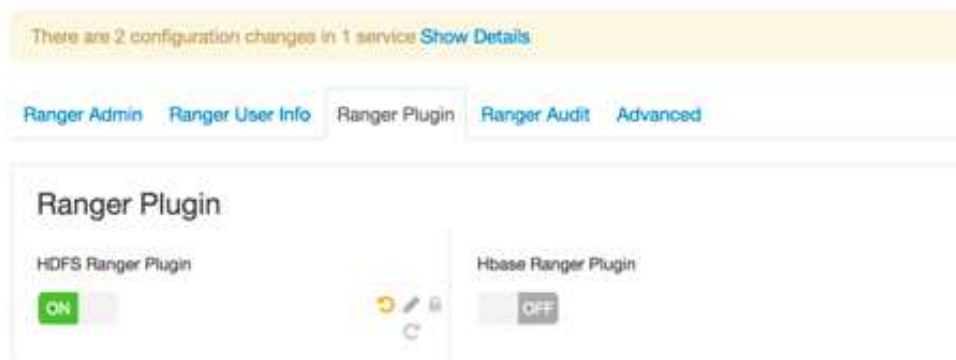 There are 2 configuration changes in 1 service Show Details
Ranger Admin Ranger User Info Ranger Plugin Ranger Audit Advanced
Ranger Plugin
HDFS Ranger Plugin Hbase Ranger Plugin
ON OFF